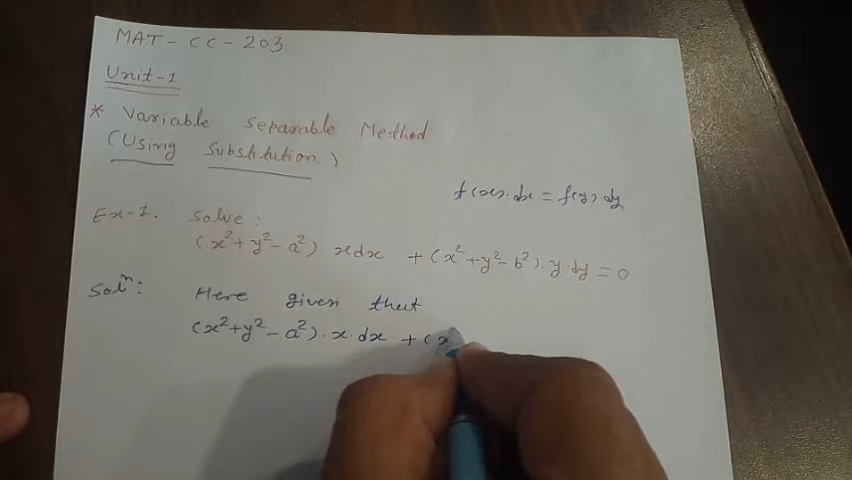 MAT - CC - 203
Unit-1
* Variable Separable Method
(Using Substitution.)
f(x).dx = f(y) dy
Ex-1. Solve:
(x²+y²-a²) xdx + (x²+y²-b²).y.dy = 0
Solⁿ: Here given that
(x²+y²-a²).x.dx + (x